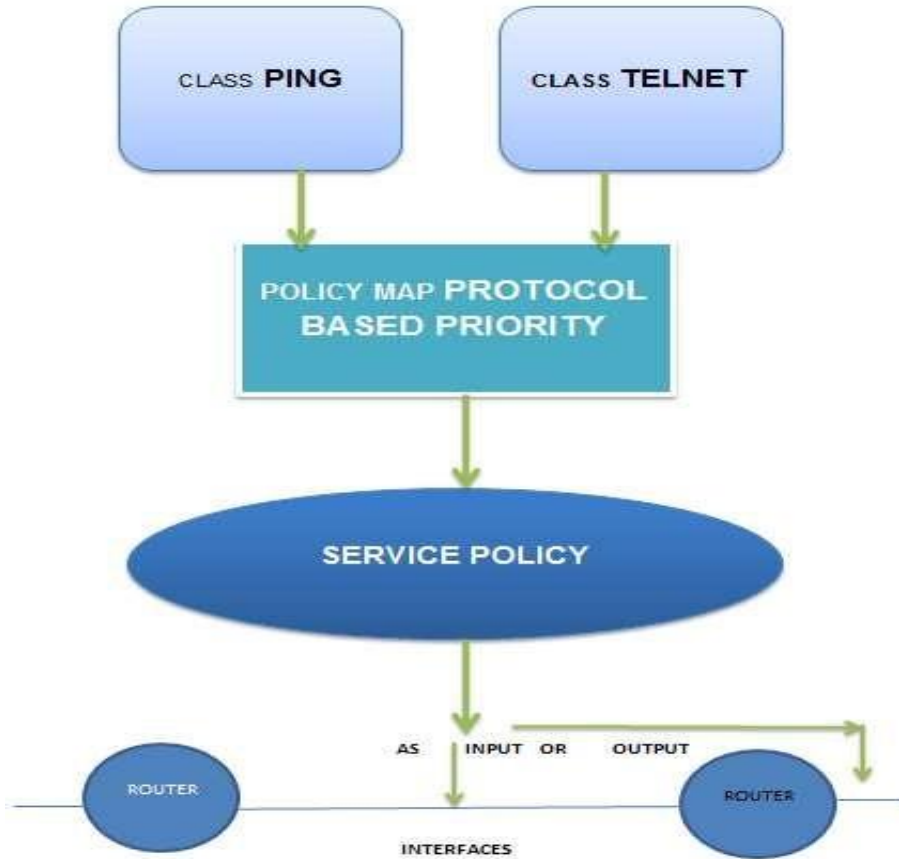 CLASS PING
CLASS TELNET
POLICY MAP PROTOCOL
BASED PRIORITY
SERVICE POLICY
AS INPUT OR OUTPUT
ROUTER
ROUTER
INTERFACES